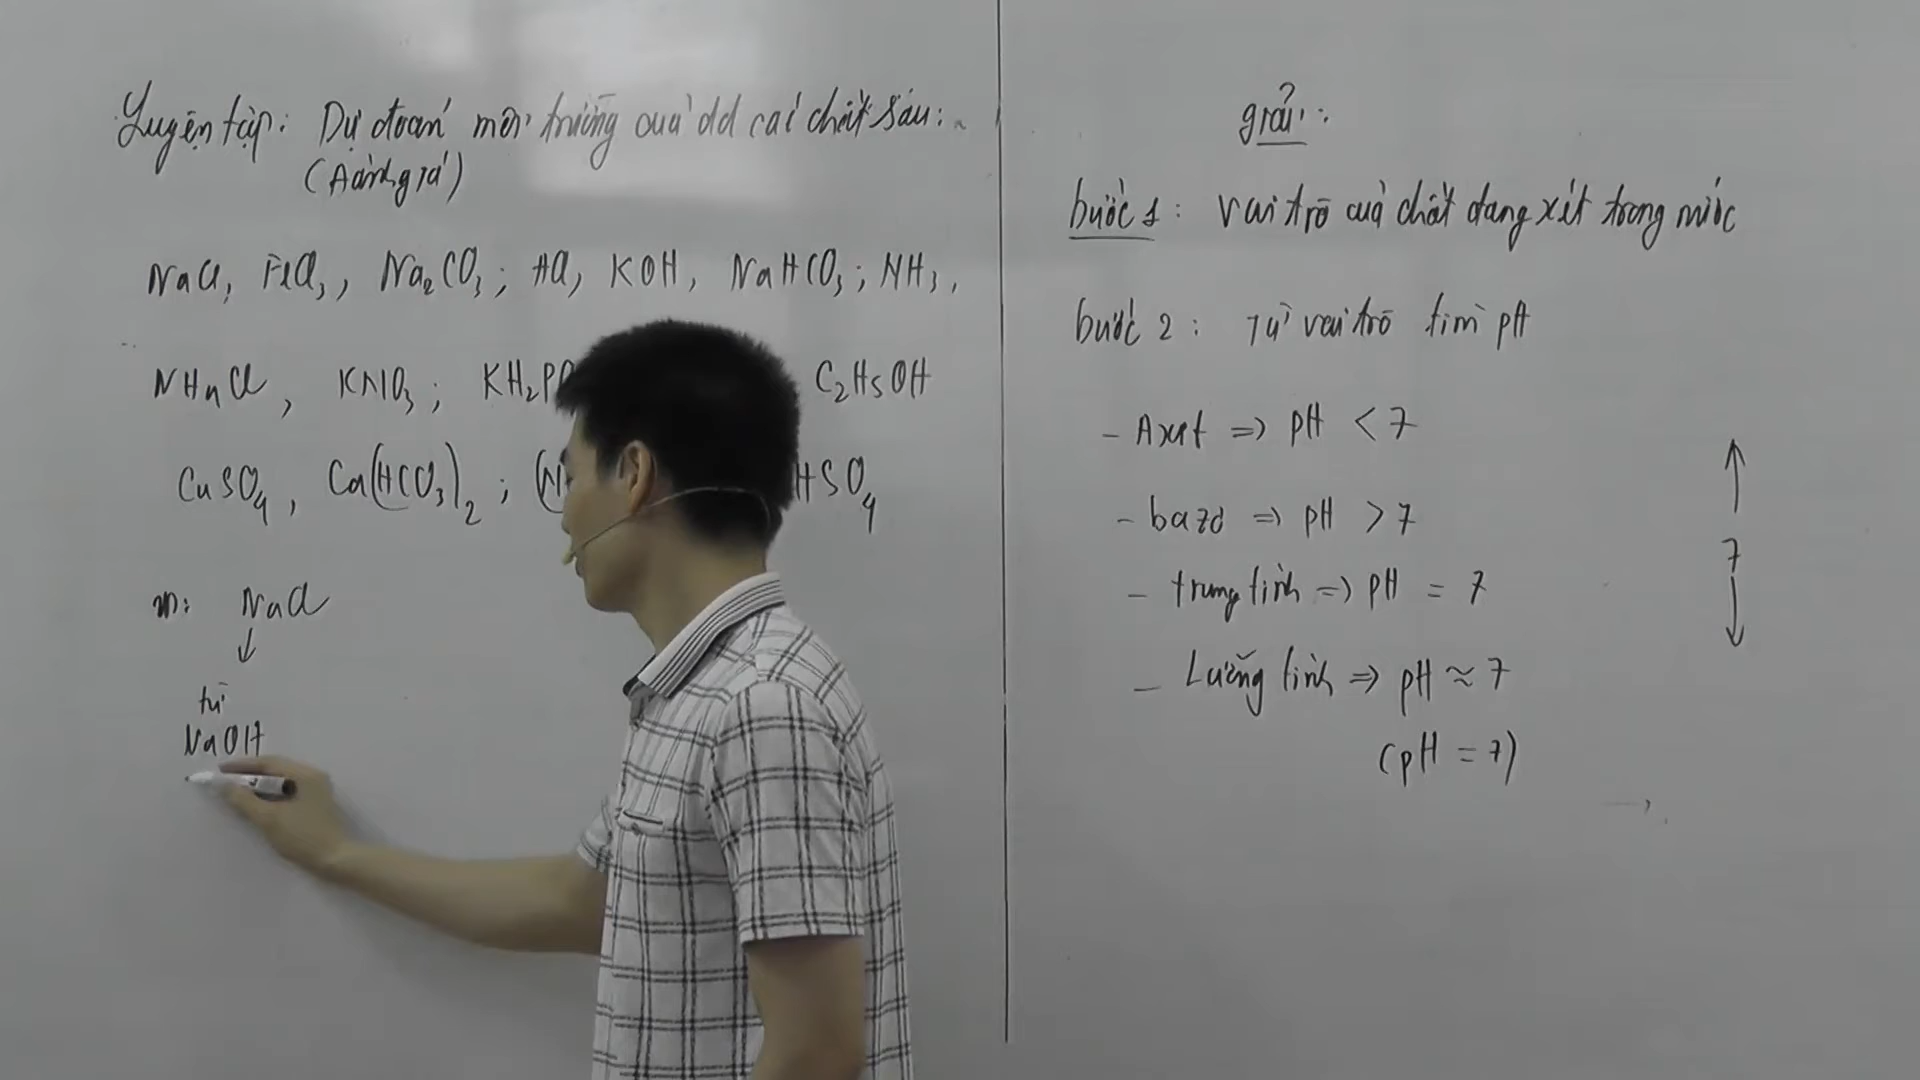 Luyện tập: Dự đoán môi trường của dd các chất sau:
(Đánh giá)
NaCl, FeCl3, Na2CO3; HCl, KOH, NaHCO3; NH3,
NH4Cl, KNO3; KH2P C2H5OH
CuSO4, Ca(HCO3)2; (N HSO4
VD: NaCl
↓
từ
NaOH
giải:
bước 1: vai trò của chất đang xét trong nước
bước 2: Từ vai trò tìm pH
- Axit => pH < 7
- bazơ => pH > 7
- trung tính => pH = 7
- Lưỡng tính => pH ≈ 7
(pH = 7)
↑
7
↓